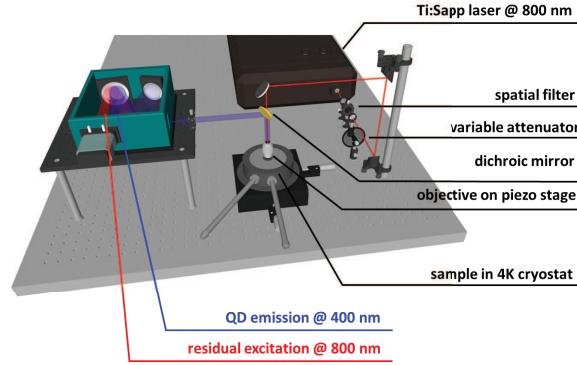 Ti:Sapp laser @ 800 nm
spatial filter
variable attenuator
dichroic mirror
objective on piezo stage
sample in 4K cryostat
QD emission @ 400 nm
residual excitation @ 800 nm